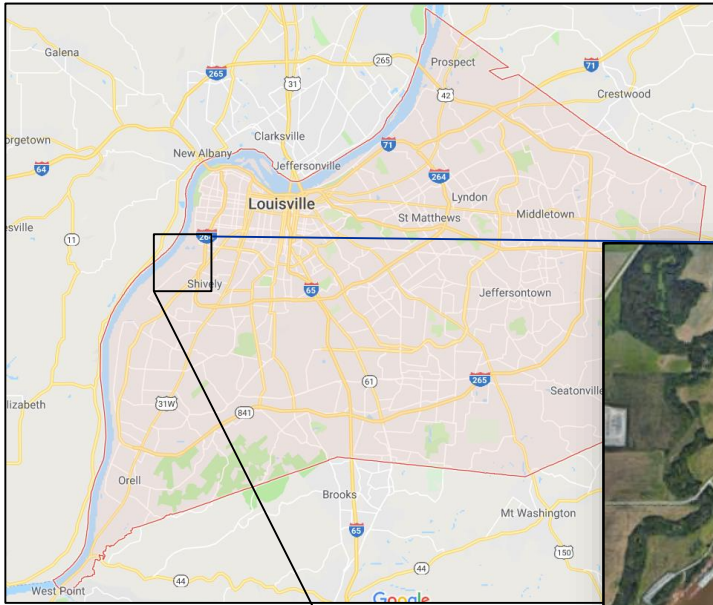 Galena
265
Prospect
71
265
31
42
Crestwood
orgetown
Clarksville
New Albany
71
64
Jeffersonville
264
Lyndon
Louisville
St Matthews
Middletown
esville
11
264
Shively
65
Jeffersontown
61
265
Seatonville
lizabeth
31W
841
Orell
Brooks
Mt Washington
65
150
44
44
West Point
Google